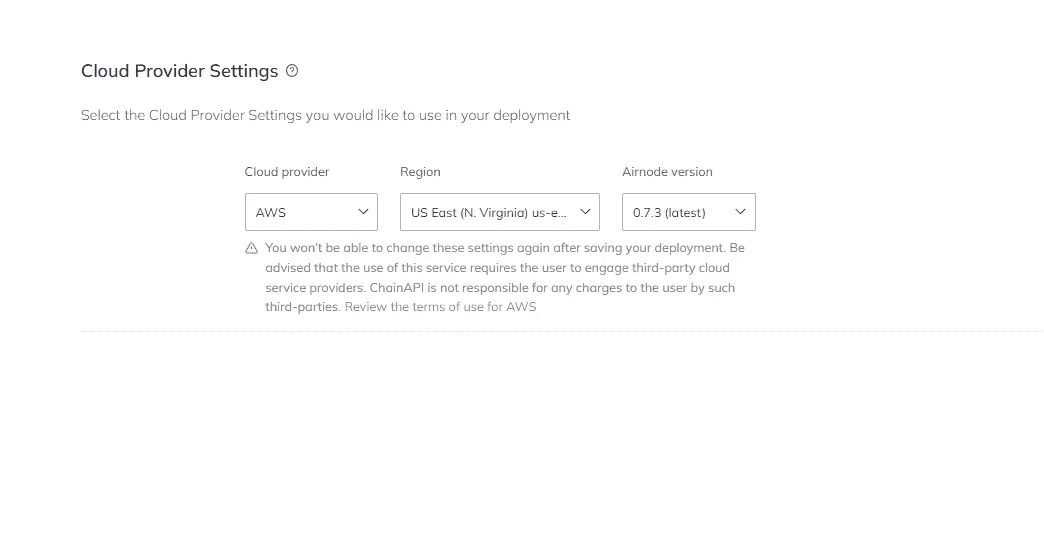 Cloud Provider Settings
Select the Cloud Provider Settings you would like to use in your deployment
Cloud provider Region Airnode version
AWS US East (N. Virginia) us-e... 0.7.3 (latest)
You won't be able to change these settings again after saving your deployment. Be
advised that the use of this service requires the user to engage third-party cloud
service providers. ChainAPI is not responsible for any charges to the user by such
third-parties. Review the terms of use for AWS